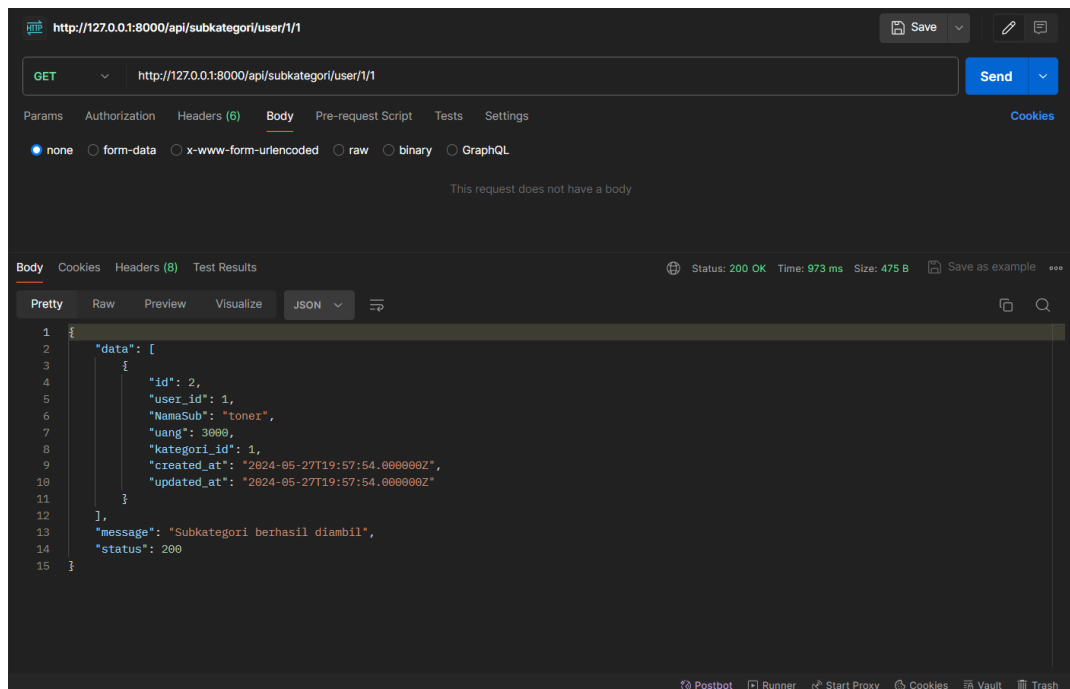 HTTP http://127.0.0.1:8000/api/subkategori/user/1/1 Save
GET http://127.0.0.1:8000/api/subkategori/user/1/1 Send
Params Authorization Headers (6) Body Pre-request Script Tests Settings Cookies
none form-data x-www-form-urlencoded raw binary GraphQL
This request does not have a body
Body Cookies Headers (8) Test Results Status: 200 OK Time: 973 ms Size: 475 B Save as example
Pretty Raw Preview Visualize JSON
1 {
2 "data": [
3 {
4 "id": 2,
5 "user_id": 1,
6 "NamaSub": "toner",
7 "uang": 3000,
8 "kategori_id": 1,
9 "created_at": "2024-05-27T19:57:54.000000Z",
10 "updated_at": "2024-05-27T19:57:54.000000Z"
11 }
12 ],
13 "message": "Subkategori berhasil diambil",
14 "status": 200
15 }
Postbot Runner Start Proxy Cookies Vault Trash